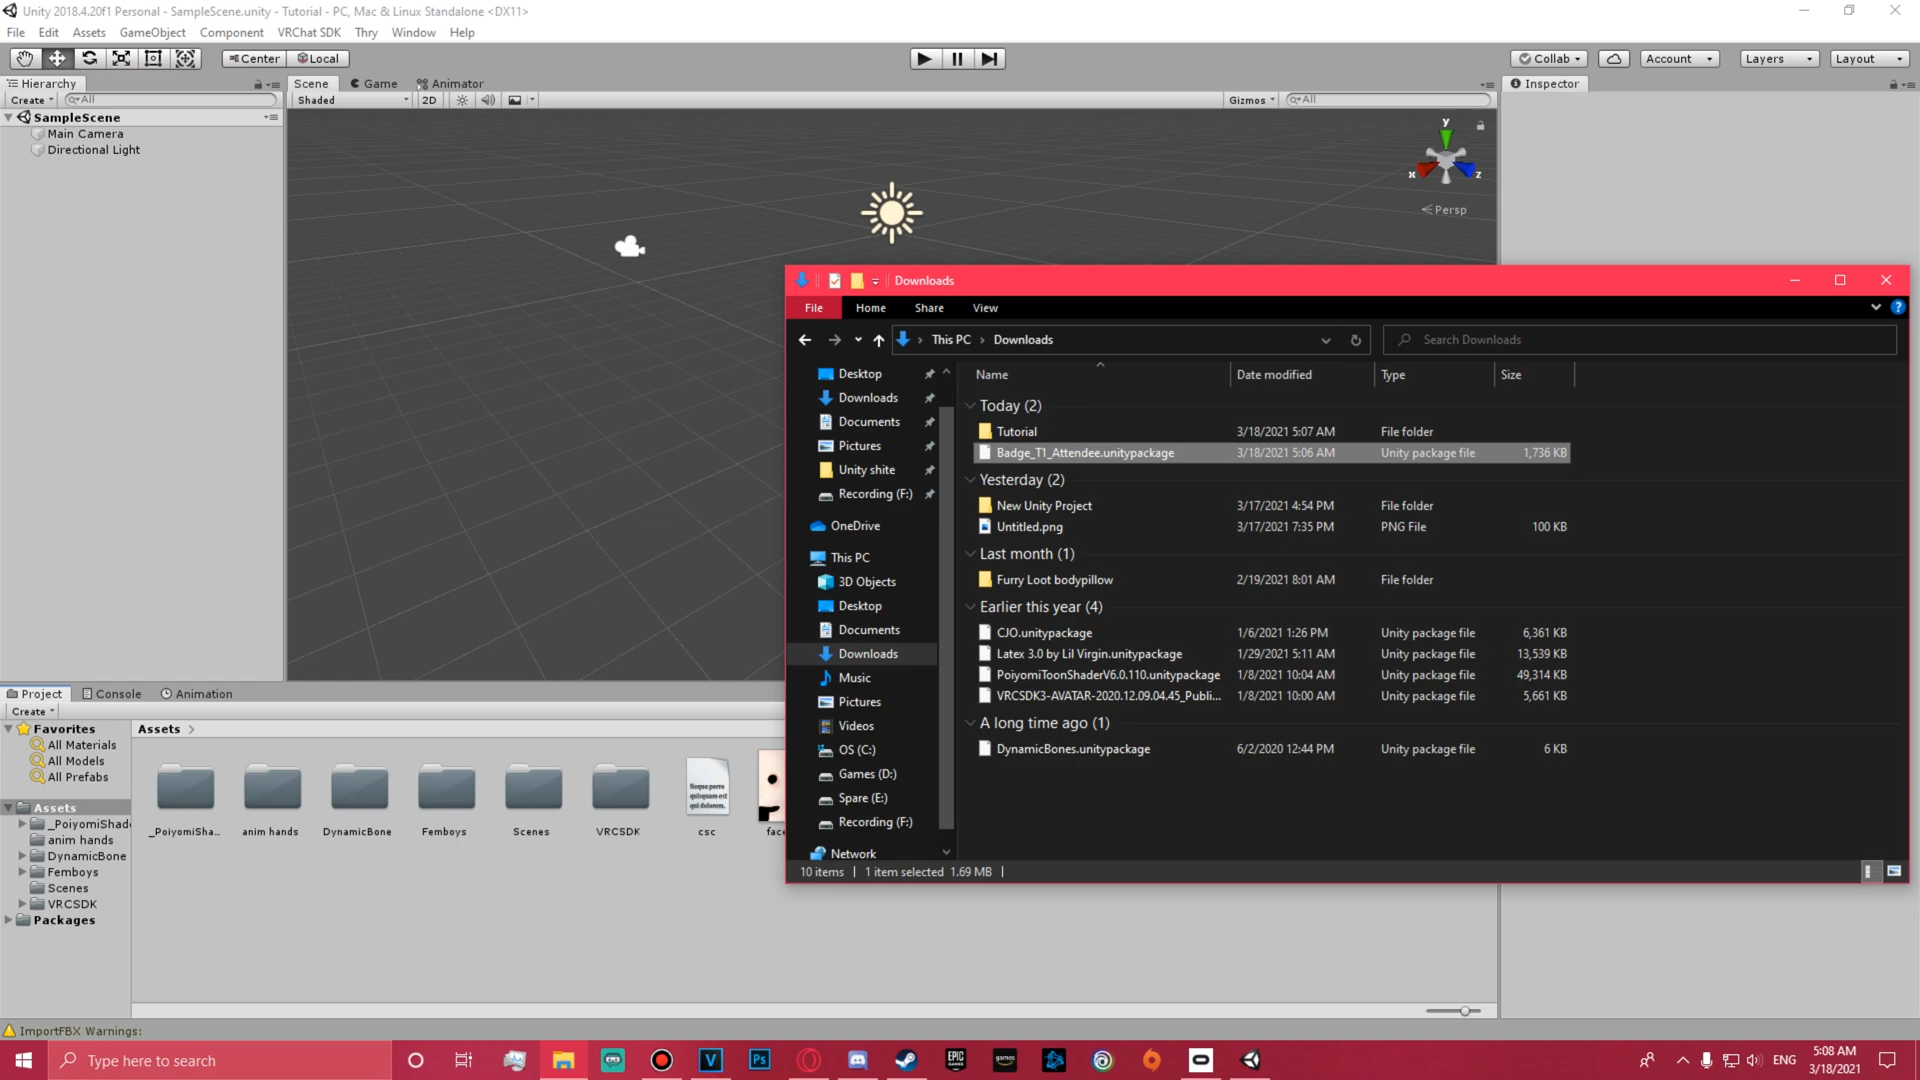 Unity 2018.4.20f1 Personal - SampleScene.unity - Tutorial - PC, Mac & Linux Standalone <DX11>
File Edit Assets GameObject Component VRChat SDK Thry Window Help
Center Local Collab Account Layers Layout
Hierarchy Scene Game Animator Inspector
Create All Shaded 2D Gizmos All
SampleScene
Main Camera
Directional Light
y
x z
Persp
Downloads
File Home Share View
This PC Downloads Search Downloads
Name Date modified Type Size
Desktop
Downloads
Documents
Pictures
Unity shite
Recording (F:)
OneDrive
This PC
3D Objects
Desktop
Documents
Downloads
Music
Pictures
Videos
OS (C:)
Games (D:)
Spare (E:)
Recording (F:)
Network
Today (2)
Tutorial 3/18/2021 5:07 AM File folder
Badge_T1_Attendee.unitypackage 3/18/2021 5:06 AM Unity package file 1,736 KB
Yesterday (2)
New Unity Project 3/17/2021 4:54 PM File folder
Untitled.png 3/17/2021 7:35 PM PNG File 100 KB
Last month (1)
Furry Loot bodypillow 2/19/2021 8:01 AM File folder
Earlier this year (4)
CJO.unitypackage 1/6/2021 1:26 PM Unity package file 6,361 KB
Latex 3.0 by Lil Virgin.unitypackage 1/29/2021 5:11 AM Unity package file 13,539 KB
PoiyomiToonShaderV6.0.110.unitypackage 1/8/2021 10:04 AM Unity package file 49,314 KB
VRCSDK3-AVATAR-2020.12.09.04.45_Publi... 1/8/2021 10:00 AM Unity package file 5,661 KB
A long time ago (1)
DynamicBones.unitypackage 6/2/2020 12:44 PM Unity package file 6 KB
10 items 1 item selected 1.69 MB
Project Console Animation
Create
Favorites
All Materials
All Models
All Prefabs
Assets
_PoiyomiShade
anim hands
DynamicBone
Femboys
Scenes
VRCSDK
Packages
Assets
Neque porro
quisquam est
qui dolorem.
_PoiyomiSha... anim hands DynamicBone Femboys Scenes VRCSDK csc face
ImportFBX Warnings:
Type here to search
V Ps EPIC GAMES games
ENG 5:08 AM
3/18/2021